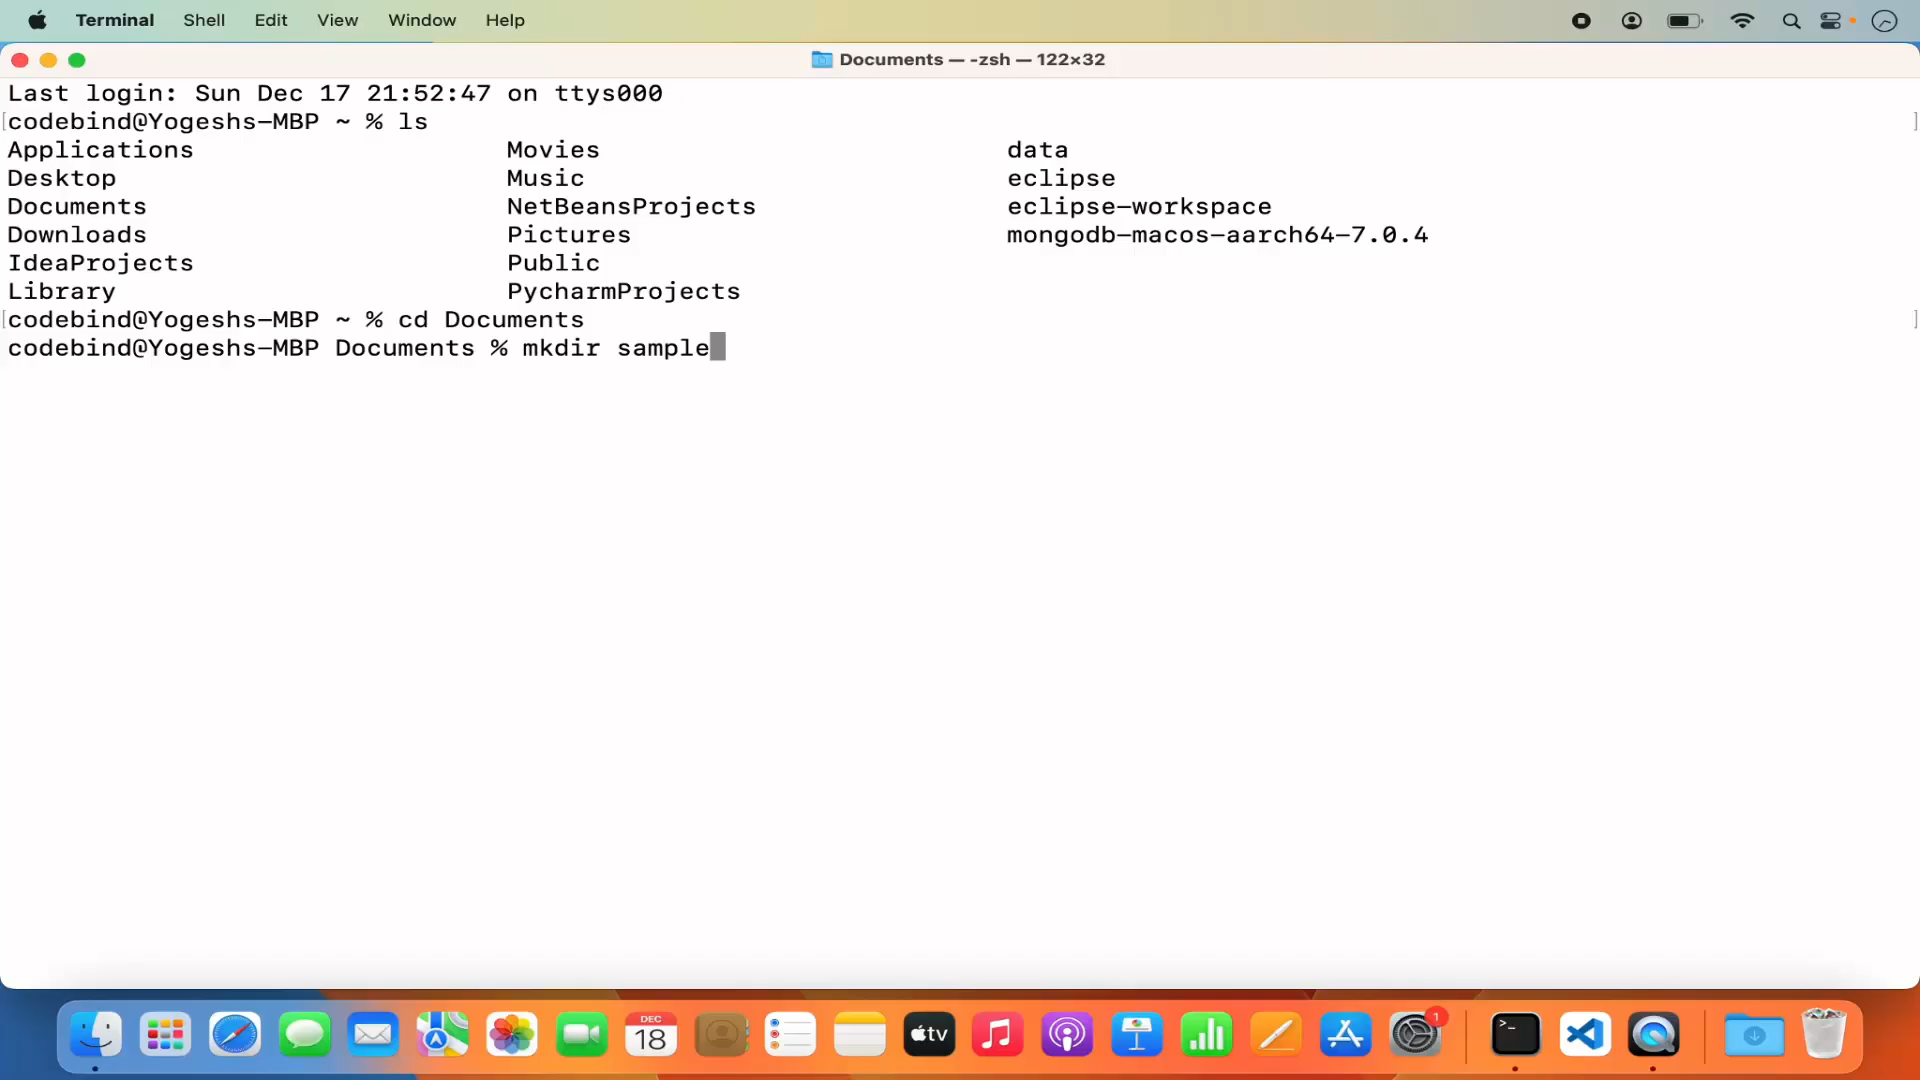 Terminal Shell Edit View Window Help
Documents — -zsh — 122×32
Last login: Sun Dec 17 21:52:47 on ttys000
[codebind@Yogeshs-MBP ~ % ls ]
Applications Movies data
Desktop Music eclipse
Documents NetBeansProjects eclipse-workspace
Downloads Pictures mongodb-macos-aarch64-7.0.4
IdeaProjects Public
Library PycharmProjects
[codebind@Yogeshs-MBP ~ % cd Documents ]
codebind@Yogeshs-MBP Documents % mkdir sample
DEC
18
tv
1
>_